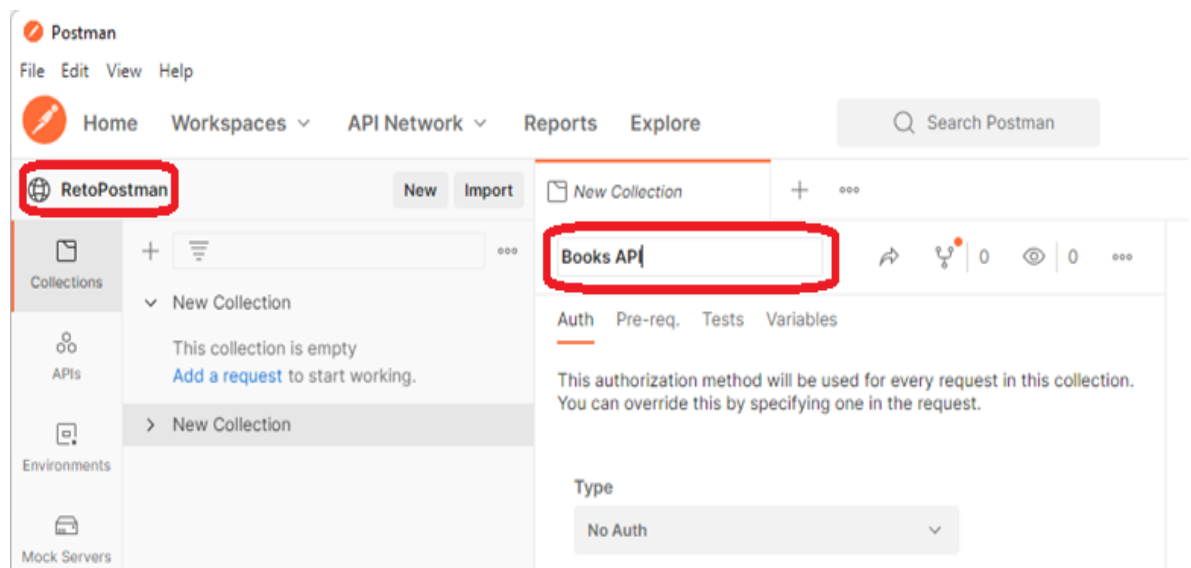 Postman
File Edit View Help
Home Workspaces API Network Reports Explore Search Postman
RetoPostman New Import New Collection
Collections
APIs
Environments
Mock Servers
New Collection
This collection is empty
Add a request to start working.
New Collection
Books API
0 0
Auth Pre-req. Tests Variables
This authorization method will be used for every request in this collection.
You can override this by specifying one in the request.
Type
No Auth